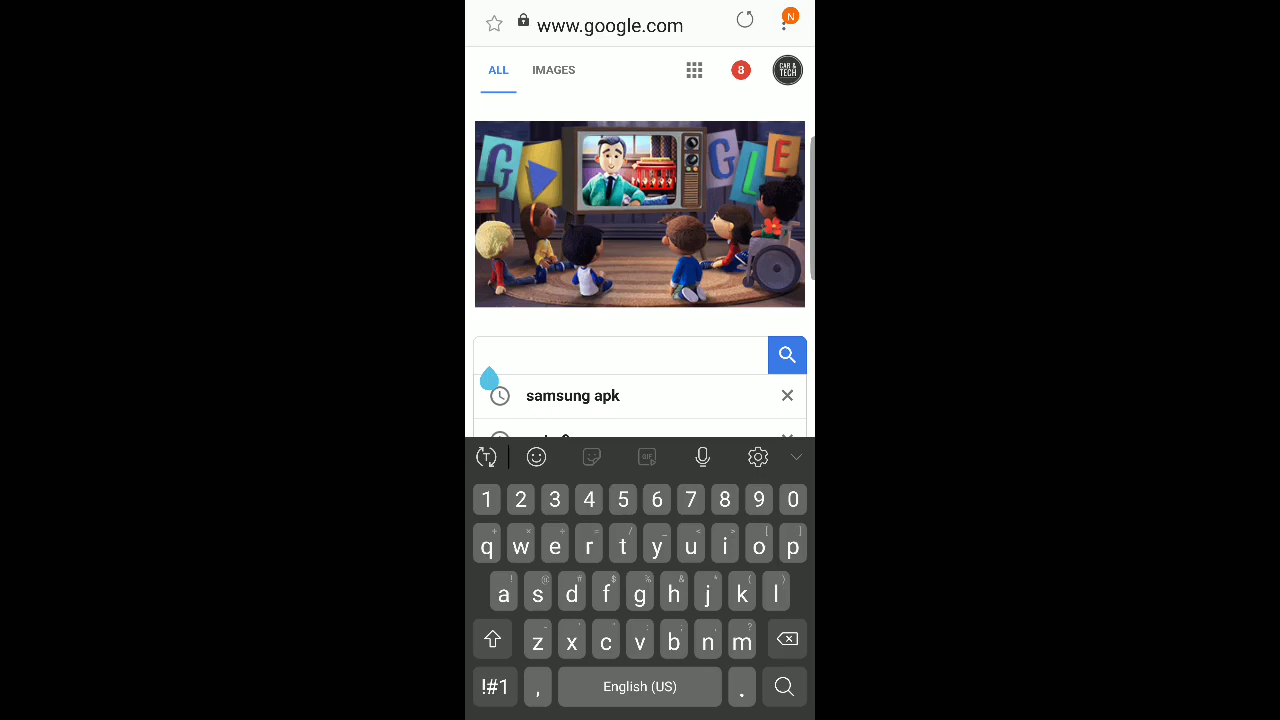 www.google.com
N
ALL IMAGES
8
CAR &
TECH
G G L E
samsung apk
T
GIF
1 2 3 4 5 6 7 8 9 0
q w e r t y u i o p
a s d f g h j k l
z x c v b n m
!#1 , English (US) .